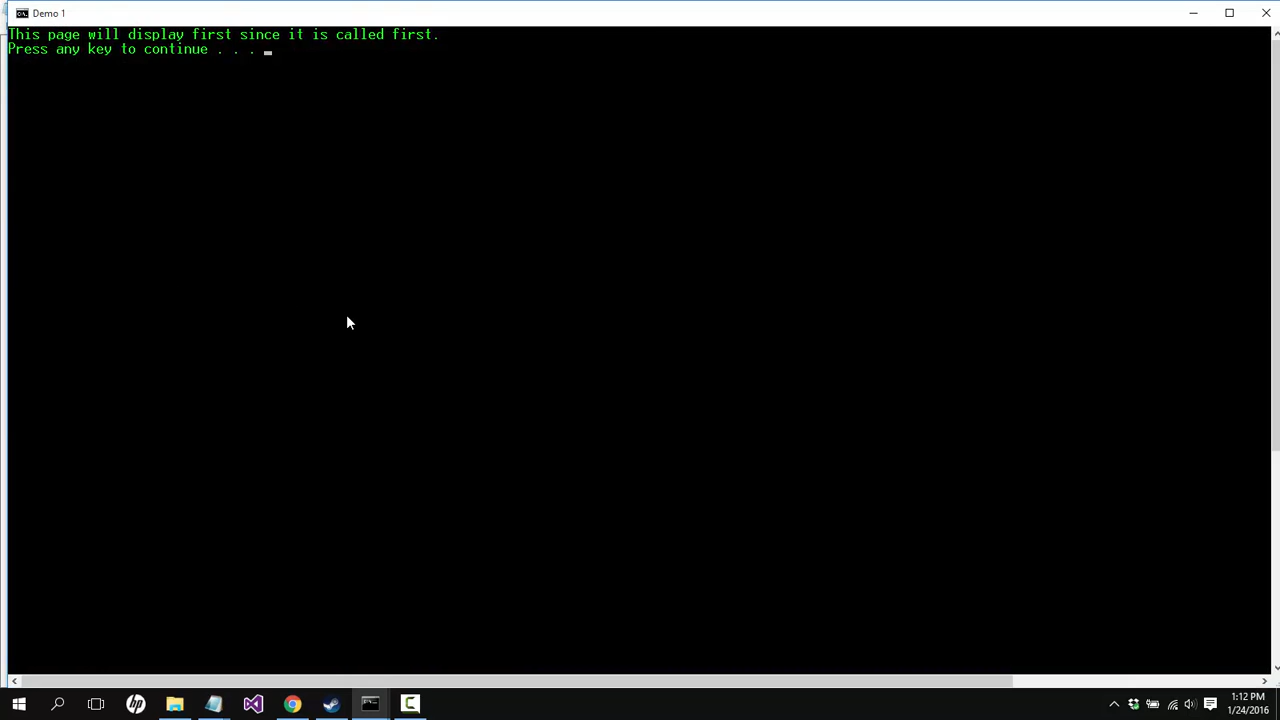 Demo 1
This page will display first since it is called first.
Press any key to continue . . .
1:12 PM
1/24/2016